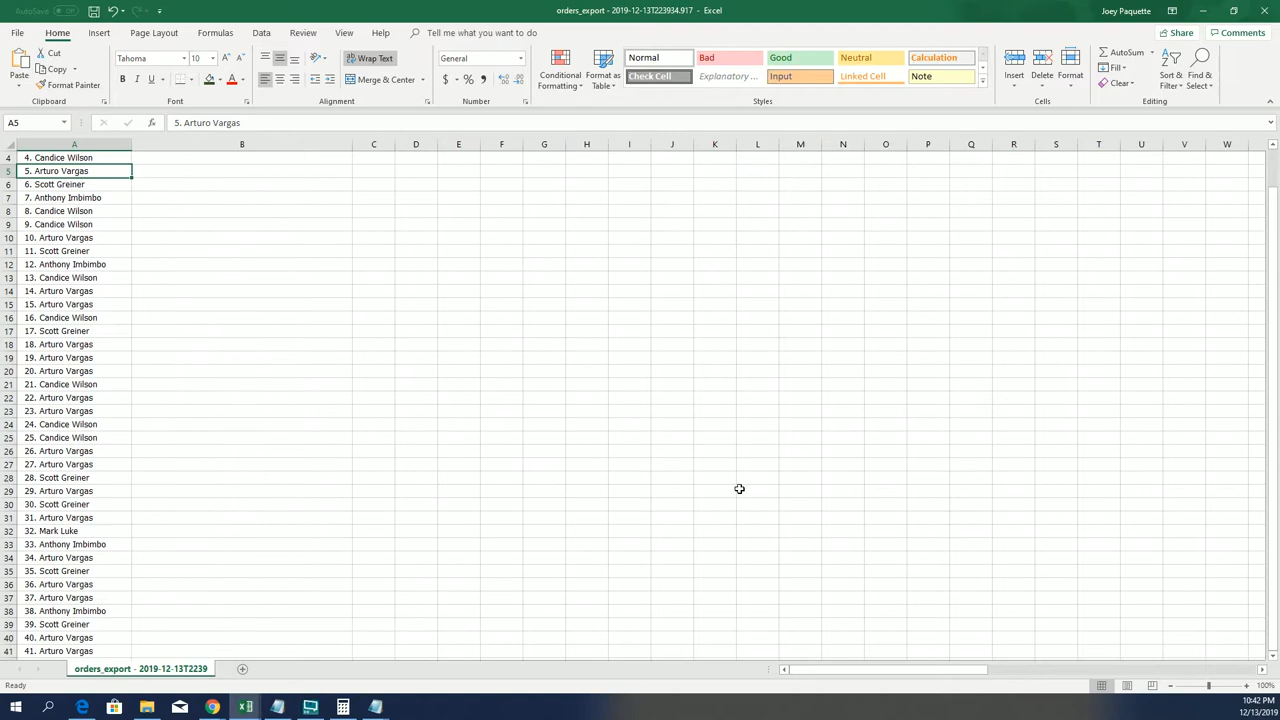 AutoSave Off
orders_export - 2019-12-13T223934.917 - Excel
Joey Paquette
File Home Insert Page Layout Formulas Data Review View Help Tell me what you want to do Share Comments
Paste Cut Copy Format Painter
Clipboard
Tahoma 10
B I U
Font
Wrap Text
Merge & Center
Alignment
General
$ % ,
Number
Conditional Formatting Format as Table
Normal Bad Good Neutral Calculation
Check Cell Explanatory ... Input Linked Cell Note
Styles
Insert Delete Format
Cells
AutoSum Fill Clear
Sort & Filter Find & Select
Editing
A5 fx 5. Arturo Vargas
A B C D E F G H I J K L M N O P Q R S T U V W
4 4. Candice Wilson
5 5. Arturo Vargas
6 6. Scott Greiner
7 7. Anthony Imbimbo
8 8. Candice Wilson
9 9. Candice Wilson
10 10. Arturo Vargas
11 11. Scott Greiner
12 12. Anthony Imbimbo
13 13. Candice Wilson
14 14. Arturo Vargas
15 15. Arturo Vargas
16 16. Candice Wilson
17 17. Scott Greiner
18 18. Arturo Vargas
19 19. Arturo Vargas
20 20. Arturo Vargas
21 21. Candice Wilson
22 22. Arturo Vargas
23 23. Arturo Vargas
24 24. Candice Wilson
25 25. Candice Wilson
26 26. Arturo Vargas
27 27. Arturo Vargas
28 28. Scott Greiner
29 29. Arturo Vargas
30 30. Scott Greiner
31 31. Arturo Vargas
32 32. Mark Luke
33 33. Anthony Imbimbo
34 34. Arturo Vargas
35 35. Scott Greiner
36 36. Arturo Vargas
37 37. Arturo Vargas
38 38. Anthony Imbimbo
39 39. Scott Greiner
40 40. Arturo Vargas
41 41. Arturo Vargas
orders_export - 2019-12-13T2239
Ready
100%
10:42 PM
12/13/2019